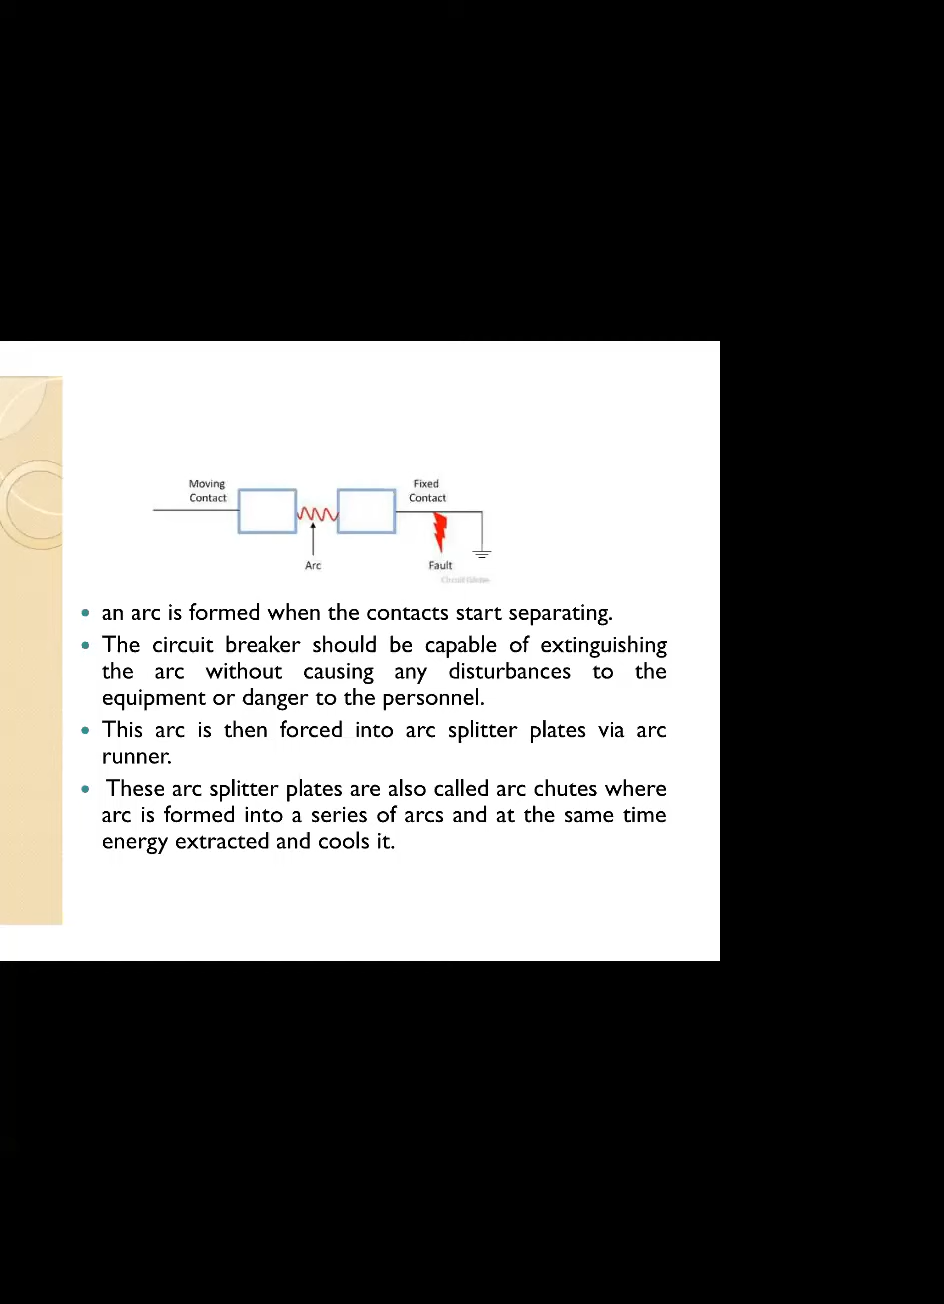 Moving
Contact
Fixed
Contact
Arc
Fault
Circuit Globe
• an arc is formed when the contacts start separating.
• The circuit breaker should be capable of extinguishing
the arc without causing any disturbances to the
equipment or danger to the personnel.
• This arc is then forced into arc splitter plates via arc
runner.
• These arc splitter plates are also called arc chutes where
arc is formed into a series of arcs and at the same time
energy extracted and cools it.